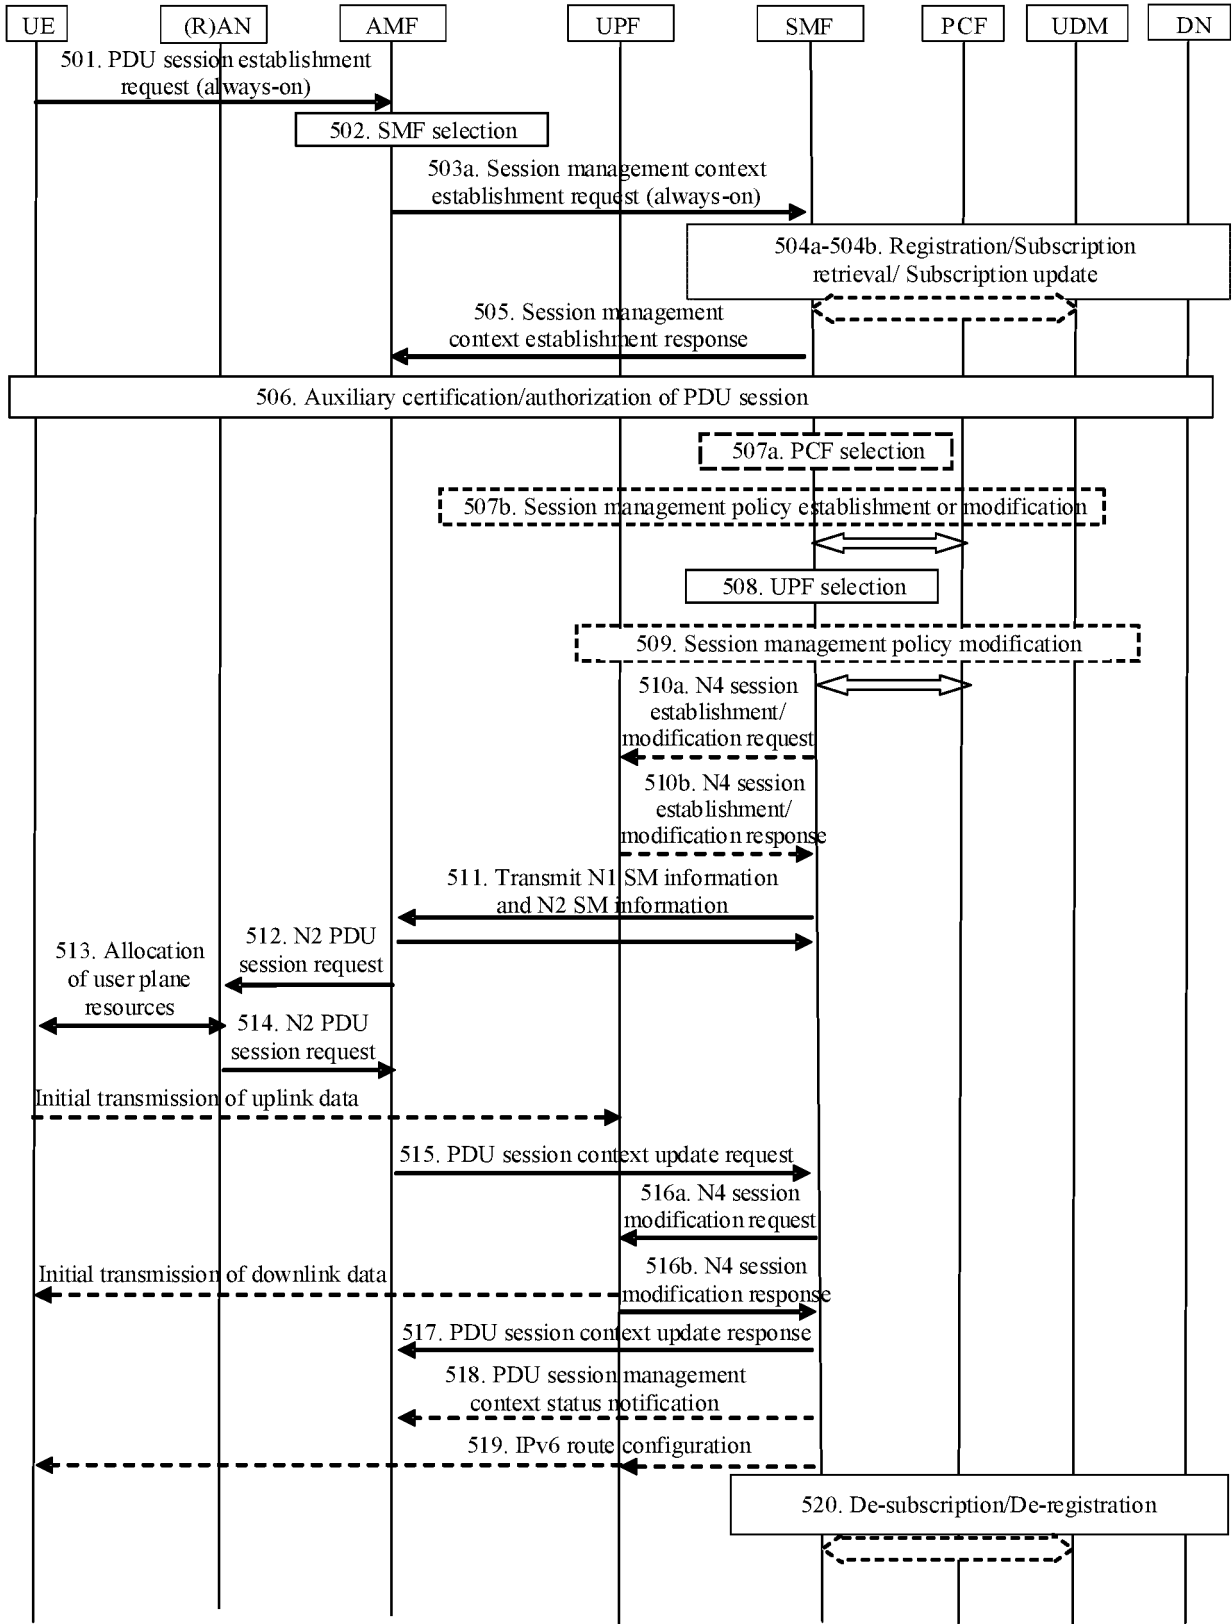 UE (R)AN AMF UPF SMF PCF UDM DN
501. PDU session establishment
request (always-on)
502. SMF selection
503a. Session management context
establishment request (always-on)
504a-504b. Registration/Subscription
retrieval/ Subscription update
505. Session management
context establishment response
506. Auxiliary certification/authorization of PDU session
507a. PCF selection
507b. Session management policy establishment or modification
508. UPF selection
509. Session management policy modification
510a. N4 session
establishment/
modification request
510b. N4 session
establishment/
modification response
511. Transmit N1 SM information
and N2 SM information
512. N2 PDU
session request
513. Allocation
of user plane
resources
514. N2 PDU
session request
Initial transmission of uplink data
515. PDU session context update request
516a. N4 session
modification request
Initial transmission of downlink data
516b. N4 session
modification response
517. PDU session context update response
518. PDU session management
context status notification
519. IPv6 route configuration
520. De-subscription/De-registration